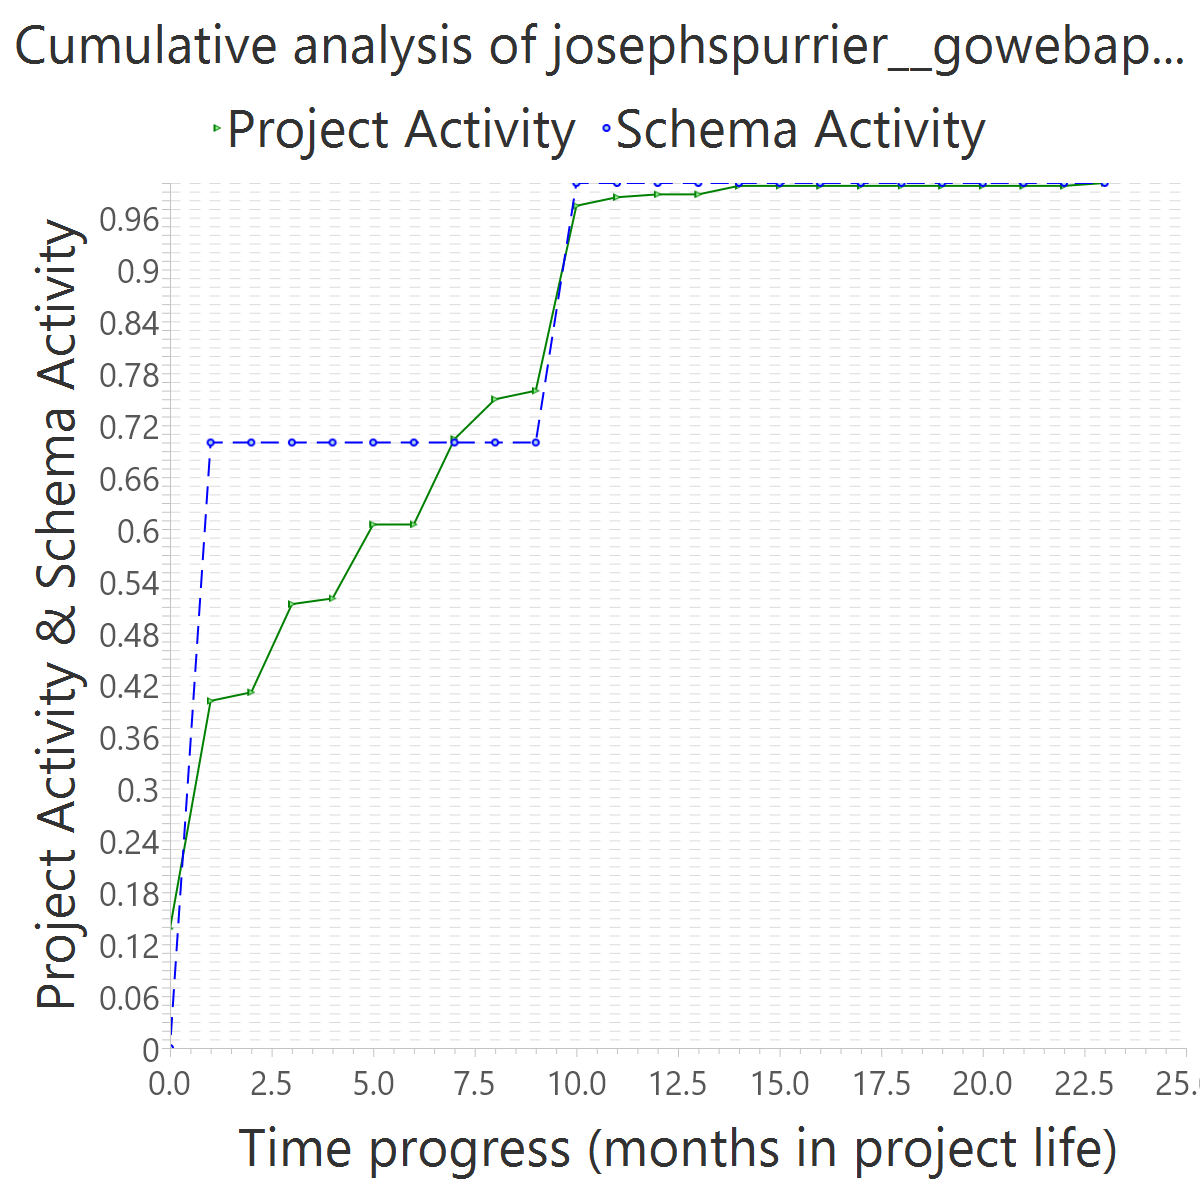 Cumulative analysis of josephspurrier__gowebap...
Project Activity
Schema Activity
Project Activity & Schema Activity
0.96
0.9
0.84
0.78
0.72
0.66
0.6
0.54
0.48
0.42
0.36
0.3
0.24
0.18
0.12
0.06
0
0.0 2.5 5.0 7.5 10.0 12.5 15.0 17.5 20.0 22.5 25.
Time progress (months in project life)